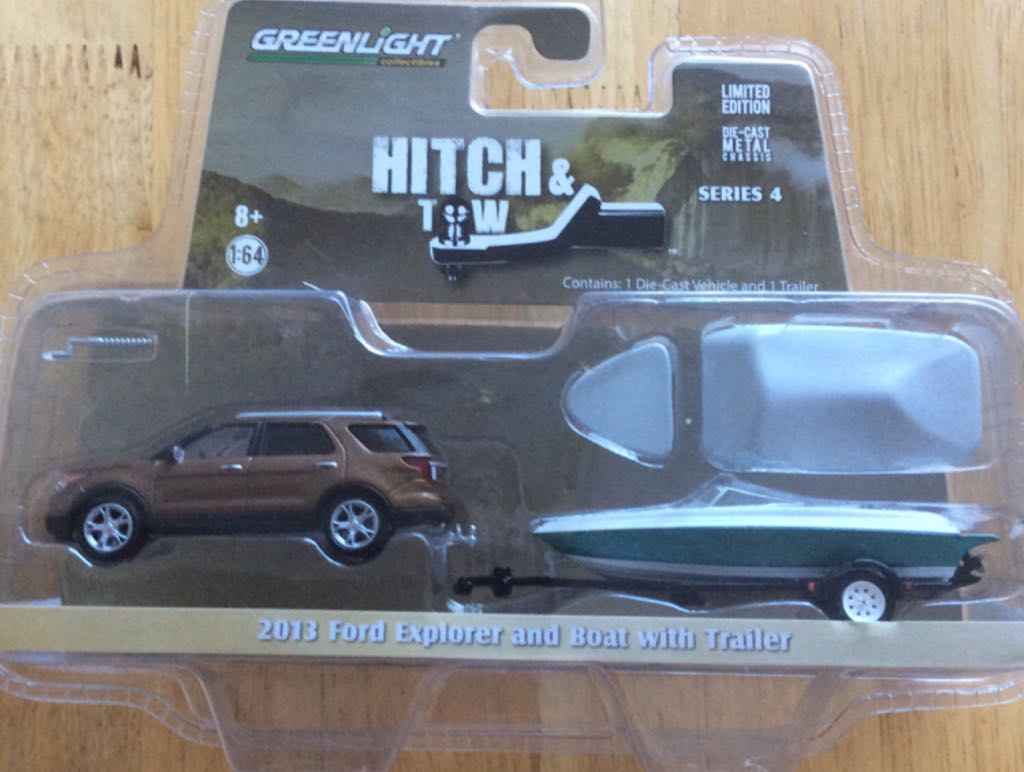 GREENLIGHT
collectibles
LIMITED
EDITION
DIE-CAST
METAL
CHASSIS
HITCH &
TOW
SERIES 4
8+
1:64
Contains: 1 Die-Cast Vehicle and 1 Trailer
2013 Ford Explorer and Boat with Trailer